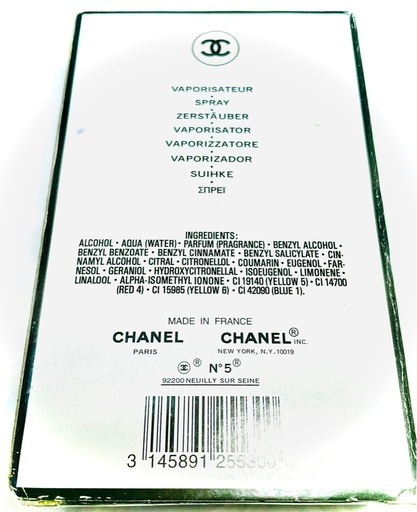 VAPORISATEUR
SPRAY
ZERSTÄUBER
VAPORISATOR
VAPORIZZATORE
VAPORIZADOR
SUIHKE
ΣΠΡΕΪ
INGREDIENTS:
ALCOHOL • AQUA (WATER) • PARFUM (FRAGRANCE) • BENZYL ALCOHOL •
BENZYL BENZOATE • BENZYL CINNAMATE • BENZYL SALICYLATE • CIN-
NAMYL ALCOHOL • CITRAL • CITRONELLOL • COUMARIN • EUGENOL • FAR-
NESOL • GERANIOL • HYDROXYCITRONELLAL • ISOEUGENOL • LIMONENE •
LINALOOL • ALPHA-ISOMETHYL IONONE • CI 19140 (YELLOW 5) • CI 14700
(RED 4) • CI 15985 (YELLOW 6) • CI 42090 (BLUE 1).
MADE IN FRANCE
CHANEL CHANEL® INC.
PARIS NEW YORK, N.Y. 10019
® N°5®
92200 NEUILLY SUR SEINE
3 145891